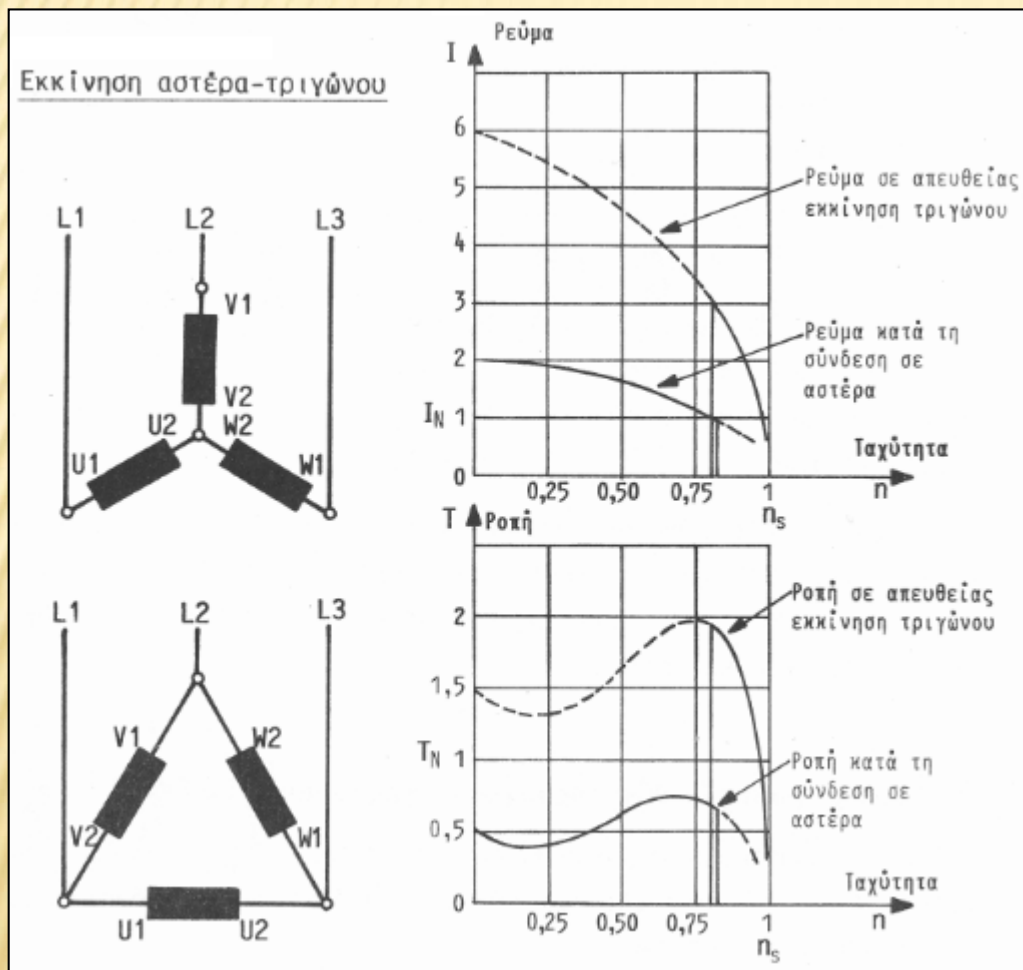 Εκκίνηση αστέρα-τριγώνου
L1 L2 L3
V1
V2
U2 W2
U1 W1
L1 L2 L3
V1 W2
V2 W1
U1 U2
I Ρεύμα
6
5
4
3
2
I_N 1
0
0,25 0,50 0,75 1
n_s
Ταχύτητα
n
Ρεύμα σε απευθείας
εκκίνηση τριγώνου
Ρεύμα κατά τη
σύνδεση σε
αστέρα
T Ροπή
2
1,5
T_N 1
0,5
0
0,25 0,50 0,75 1
n_s
Ταχύτητα
n
Ροπή σε απευθείας
εκκίνηση τριγώνου
Ροπή κατά τη
σύνδεση σε
αστέρα